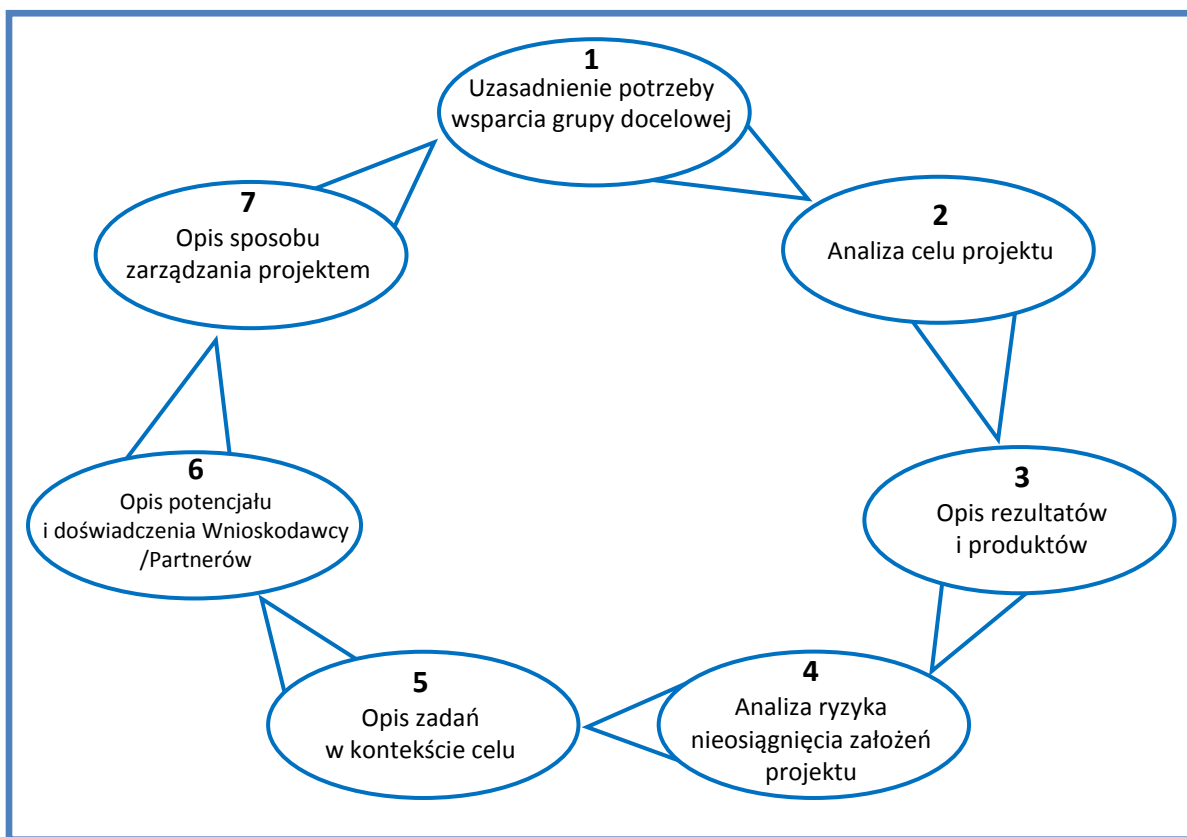 1
Uzasadnienie potrzeby
wsparcia grupy docelowej
2
Analiza celu projektu
3
Opis rezultatów
i produktów
4
Analiza ryzyka
nieosiągnięcia założeń
projektu
5
Opis zadań
w kontekście celu
6
Opis potencjału
i doświadczenia Wnioskodawcy
/Partnerów
7
Opis sposobu
zarządzania projektem